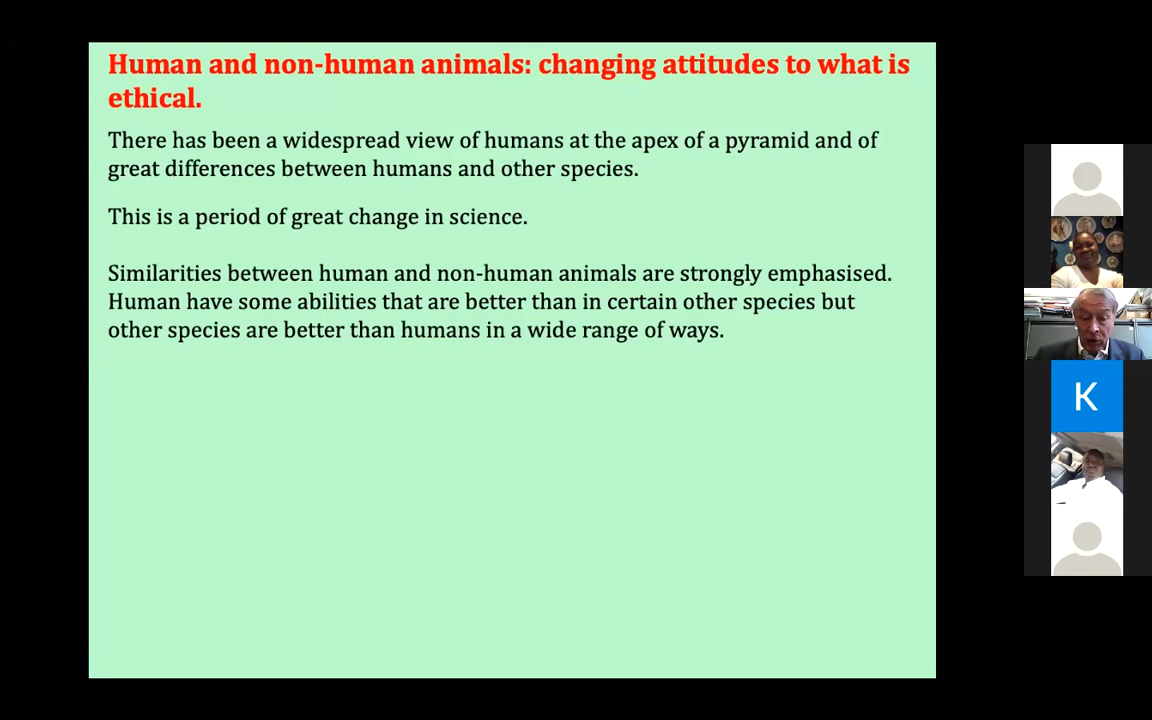 Human and non-human animals: changing attitudes to what is
ethical.
There has been a widespread view of humans at the apex of a pyramid and of
great differences between humans and other species.
This is a period of great change in science.
Similarities between human and non-human animals are strongly emphasised.
Human have some abilities that are better than in certain other species but
other species are better than humans in a wide range of ways.
K